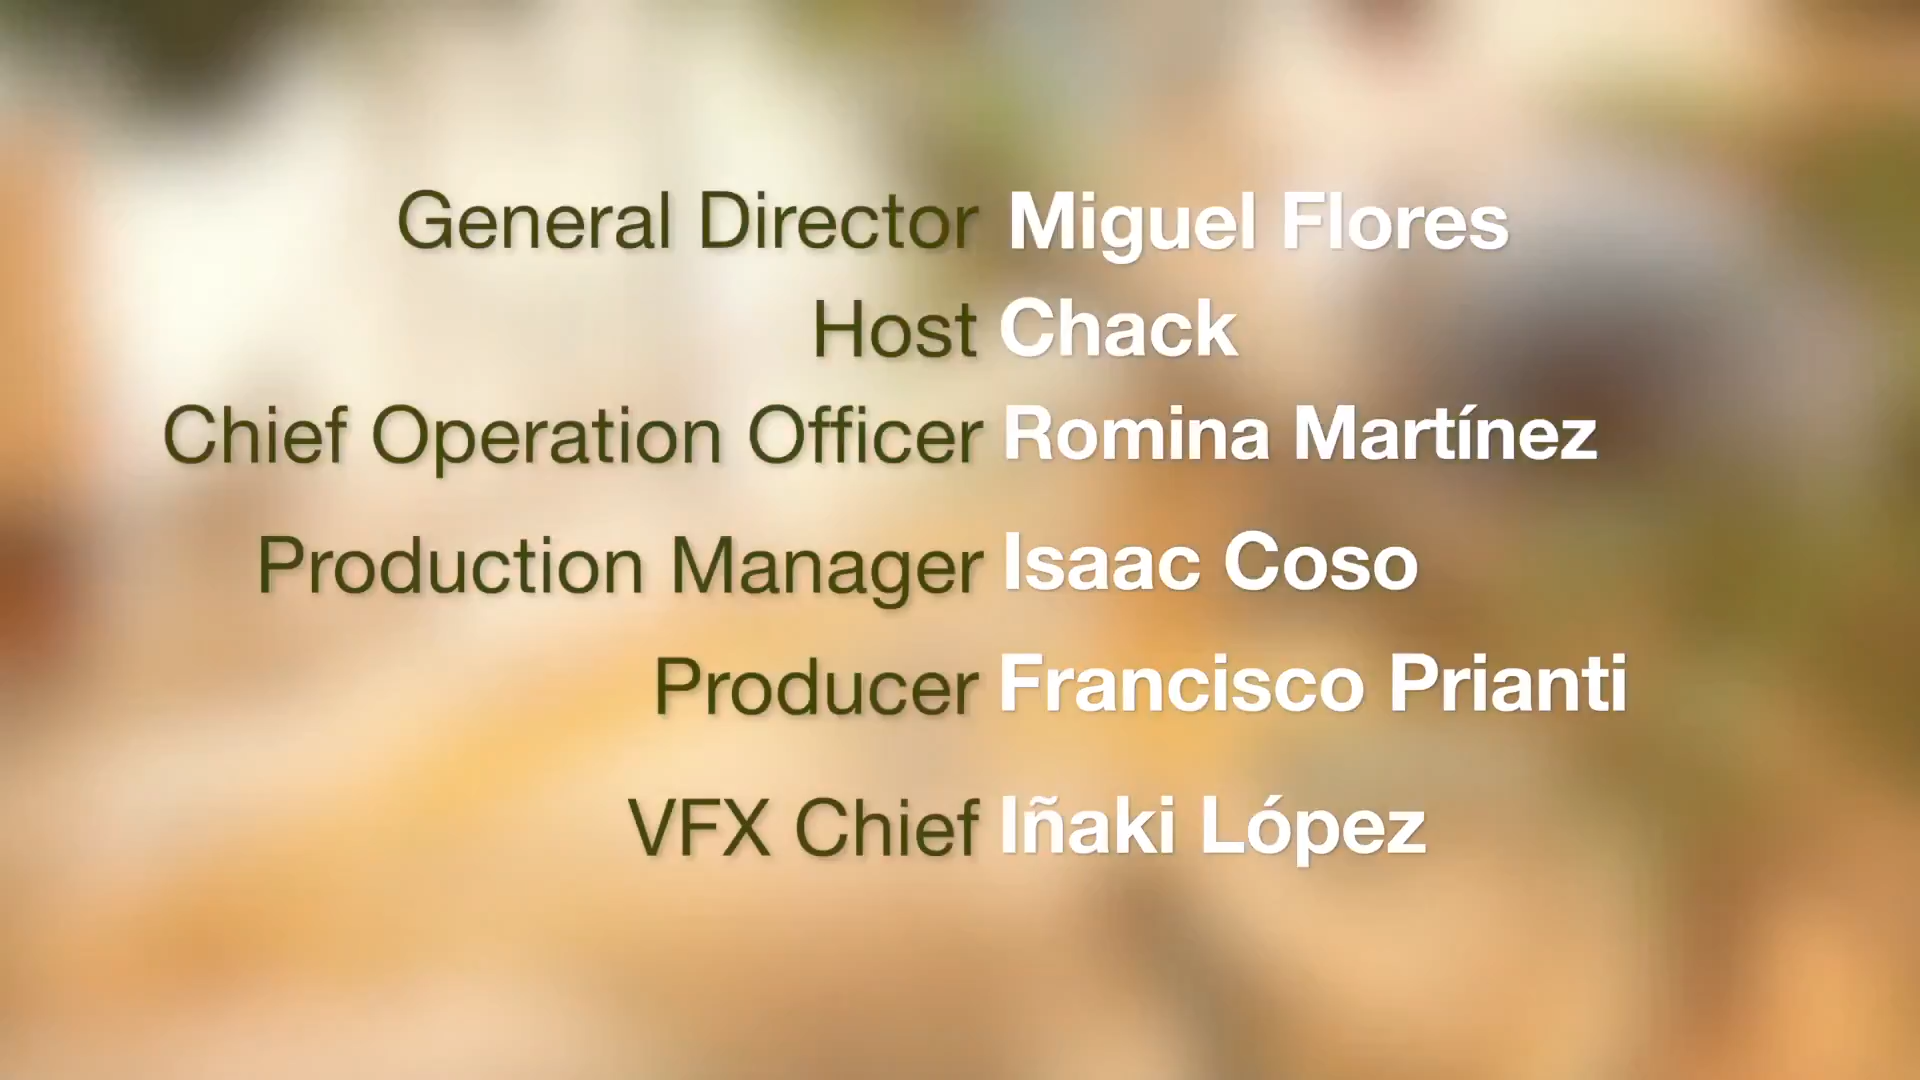 General Director Miguel Flores
Host Chack
Chief Operation Officer Romina Martínez
Production Manager Isaac Coso
Producer Francisco Prianti
VFX Chief Iñaki López